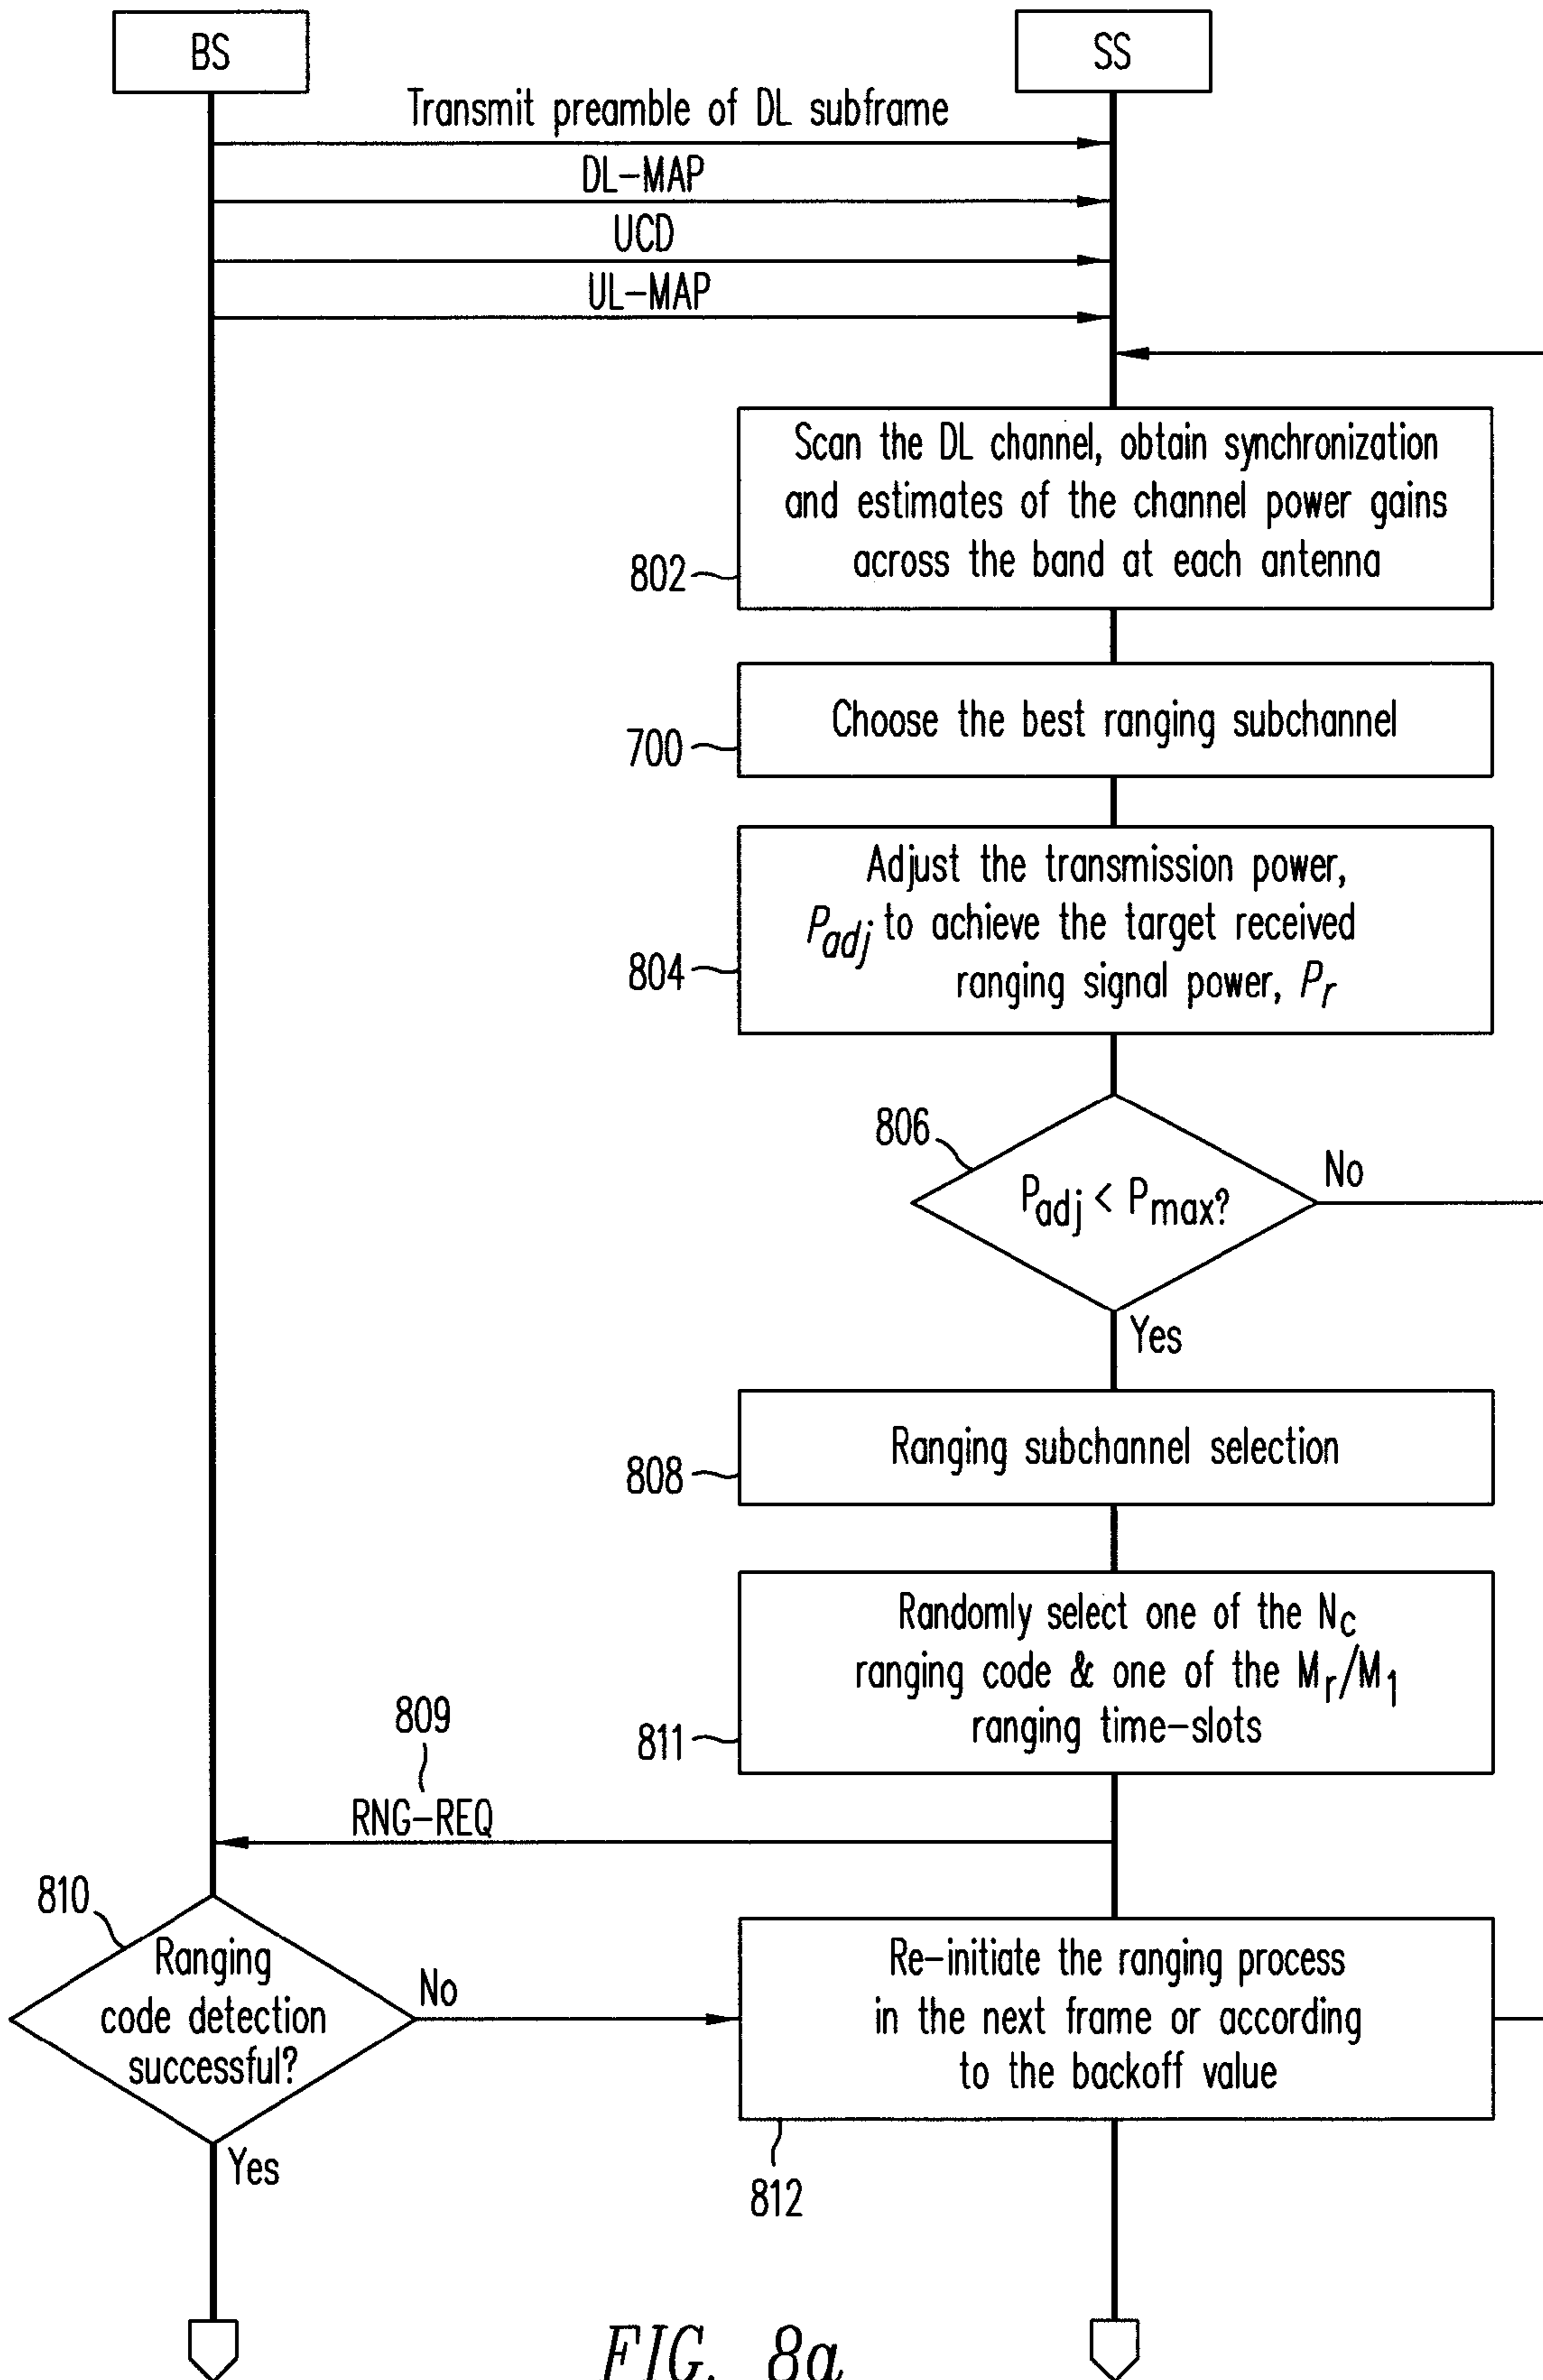 BS
SS
Transmit preamble of DL subframe
DL-MAP
UCD
UL-MAP
Scan the DL channel, obtain synchronization
and estimates of the channel power gains
across the band at each antenna
802
Choose the best ranging subchannel
700
Adjust the transmission power,
Padj to achieve the target received
ranging signal power, Pr
804
806
Padj < Pmax?
No
Yes
Ranging subchannel selection
808
Randomly select one of the Nc
ranging code & one of the Mr/M1
ranging time-slots
811
809
RNG-REQ
810
Ranging
code detection
successful?
No
Yes
Re-initiate the ranging process
in the next frame or according
to the backoff value
812
FIG. 8a